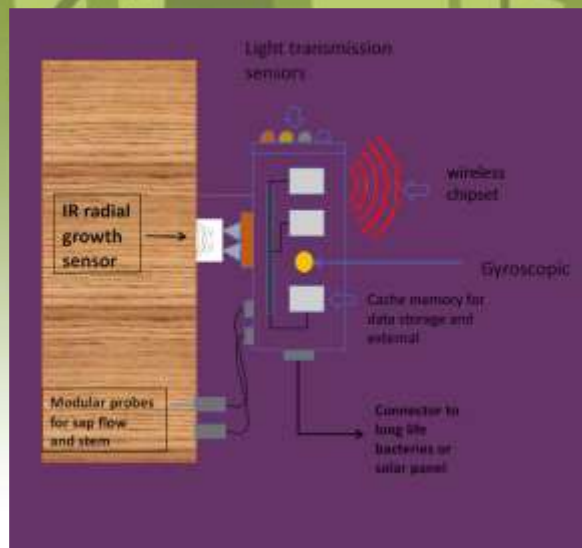 Light transmission
sensors
wireless
chipset
IR radial
growth
sensor
Gyroscopic
Cache memory for
data storage and
external
Modular probes
for sap flow
and stem
Connector to
long life
bacteries or
solar panel